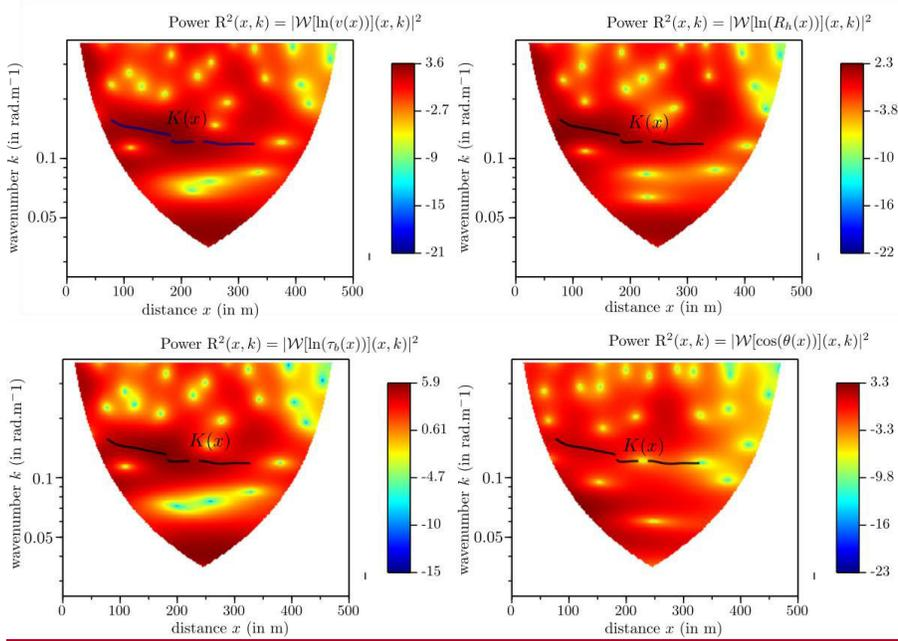 Power R²(x, k) = |𝒲[ln(v(x))](x, k)|²
wavenumber k (in rad.m−1)
0.1
0.05
K(x)
0 100 200 300 400 500
distance x (in m)
3.6
-2.7
-9
-15
-21
Power R²(x, k) = |𝒲[ln(R_h(x))](x, k)|²
wavenumber k (in rad.m−1)
0.1
0.05
K(x)
0 100 200 300 400 500
distance x (in m)
2.3
-3.8
-10
-16
-22
Power R²(x, k) = |𝒲[ln(τ_b(x))](x, k)|²
wavenumber k (in rad.m−1)
0.1
0.05
K(x)
0 100 200 300 400 500
distance x (in m)
5.9
0.61
-4.7
-10
-15
Power R²(x, k) = |𝒲[cos(θ(x))](x, k)|²
wavenumber k (in rad.m−1)
0.1
0.05
K(x)
0 100 200 300 400 500
distance x (in m)
3.3
-3.3
-9.8
-16
-23